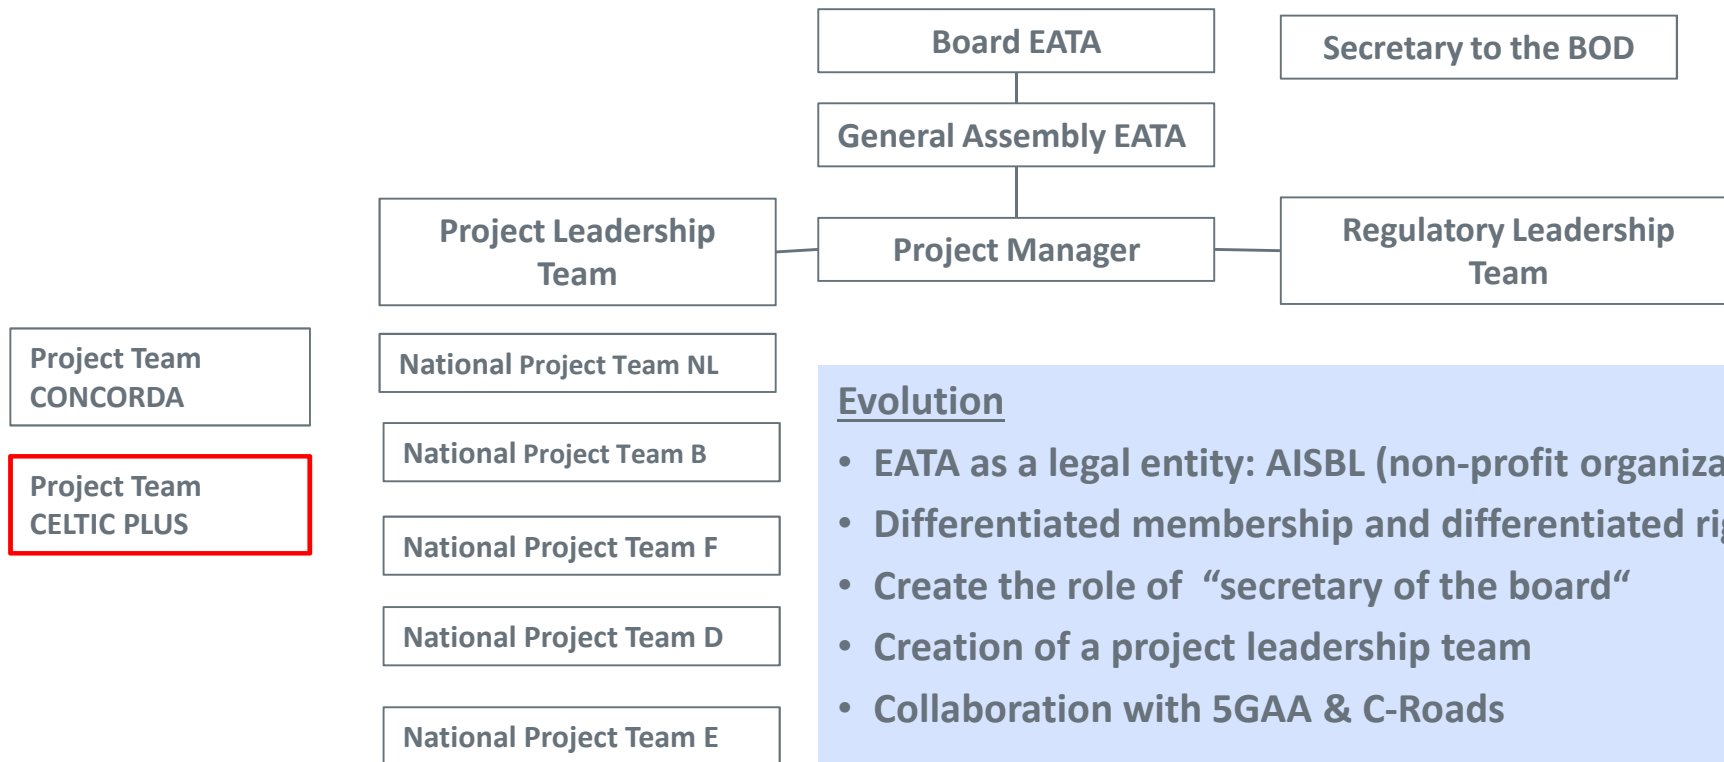 Board EATA
Secretary to the BOD
General Assembly EATA
Project Leadership
Team
Project Manager
Regulatory Leadership
Team
Project Team
CONCORDA
Project Team
CELTIC PLUS
National Project Team NL
National Project Team B
National Project Team F
National Project Team D
National Project Team E
Evolution
• EATA as a legal entity: AISBL (non-profit
• Differentiated membership and differentiated
• Create the role of “secretary of the board“
• Creation of a project leadership team
• Collaboration with 5GAA & C-Roads